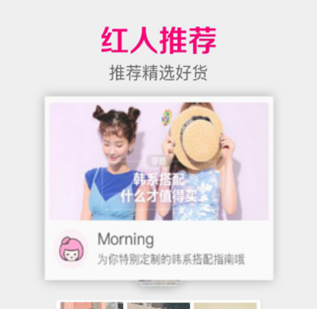 红人推荐
推荐精选好货
穿搭
韩系搭配
什么才值得买
Morning
为你特别定制的韩系搭配指南哦